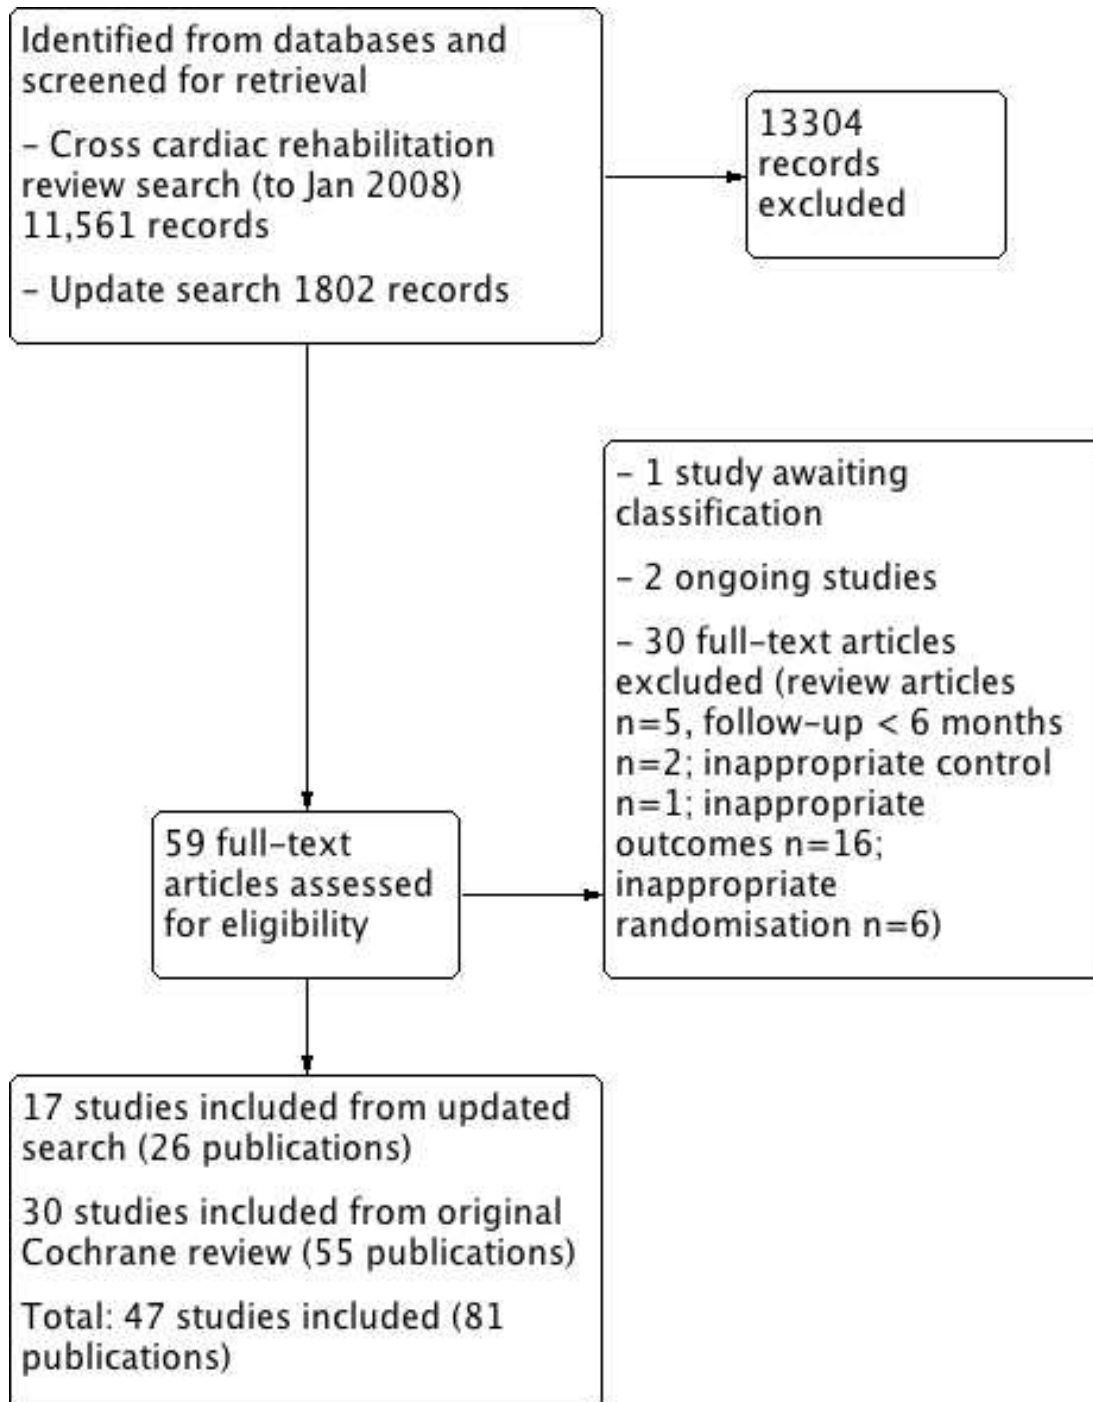 Identified from databases and
screened for retrieval
– Cross cardiac rehabilitation
review search (to Jan 2008)
11,561 records
– Update search 1802 records
13304
records
excluded
– 1 study awaiting
classification
– 2 ongoing studies
– 30 full–text articles
excluded (review articles
n=5, follow–up < 6 months
n=2; inappropriate control
n=1; inappropriate
outcomes n=16;
inappropriate
randomisation n=6)
59 full–text
articles assessed
for eligibility
17 studies included from updated
search (26 publications)
30 studies included from original
Cochrane review (55 publications)
Total: 47 studies included (81
publications)